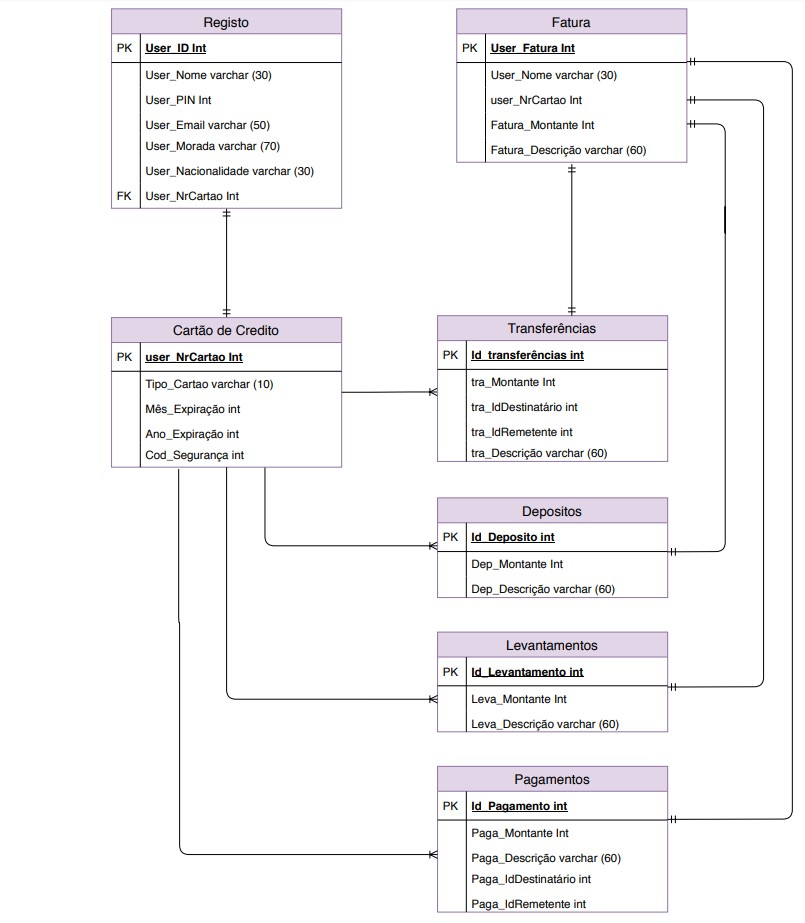 Registo
PK User_ID Int
User_Nome varchar (30)
User_PIN Int
User_Email varchar (50)
User_Morada varchar (70)
User_Nacionalidade varchar (30)
FK User_NrCartao Int
Fatura
PK User_Fatura Int
User_Nome varchar (30)
user_NrCartao Int
Fatura_Montante Int
Fatura_Descrição varchar (60)
Cartão de Credito
PK user_NrCartao Int
Tipo_Cartao varchar (10)
Mês_Expiração int
Ano_Expiração int
Cod_Segurança int
Transferências
PK Id_transferências int
tra_Montante Int
tra_IdDestinatário int
tra_IdRemetente int
tra_Descrição varchar (60)
Depositos
PK Id_Deposito int
Dep_Montante Int
Dep_Descrição varchar (60)
Levantamentos
PK Id_Levantamento int
Leva_Montante Int
Leva_Descrição varchar (60)
Pagamentos
PK Id_Pagamento int
Paga_Montante Int
Paga_Descrição varchar (60)
Paga_IdDestinatário int
Paga_IdRemetente int